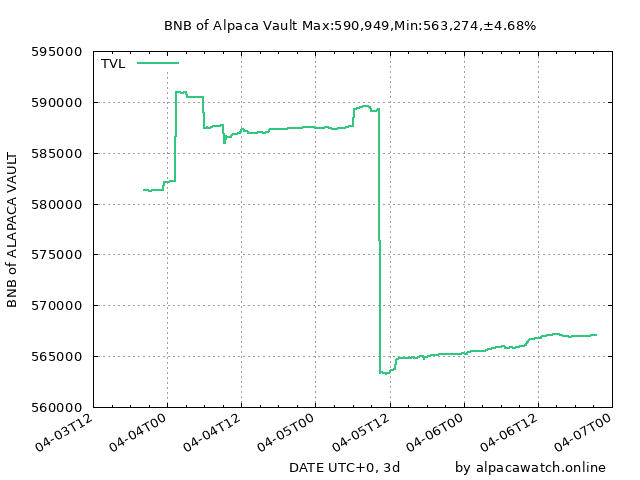 BNB of Alpaca Vault Max:590,949,Min:563,274,±4.68%
595000
TVL
590000
585000
580000
575000
570000
565000
560000
BNB of ALAPACA VAULT
04-03T12
04-04T00
04-04T12
04-05T00
04-05T12
04-06T00
04-06T12
04-07T00
DATE UTC+0, 3d
by alpacawatch.online